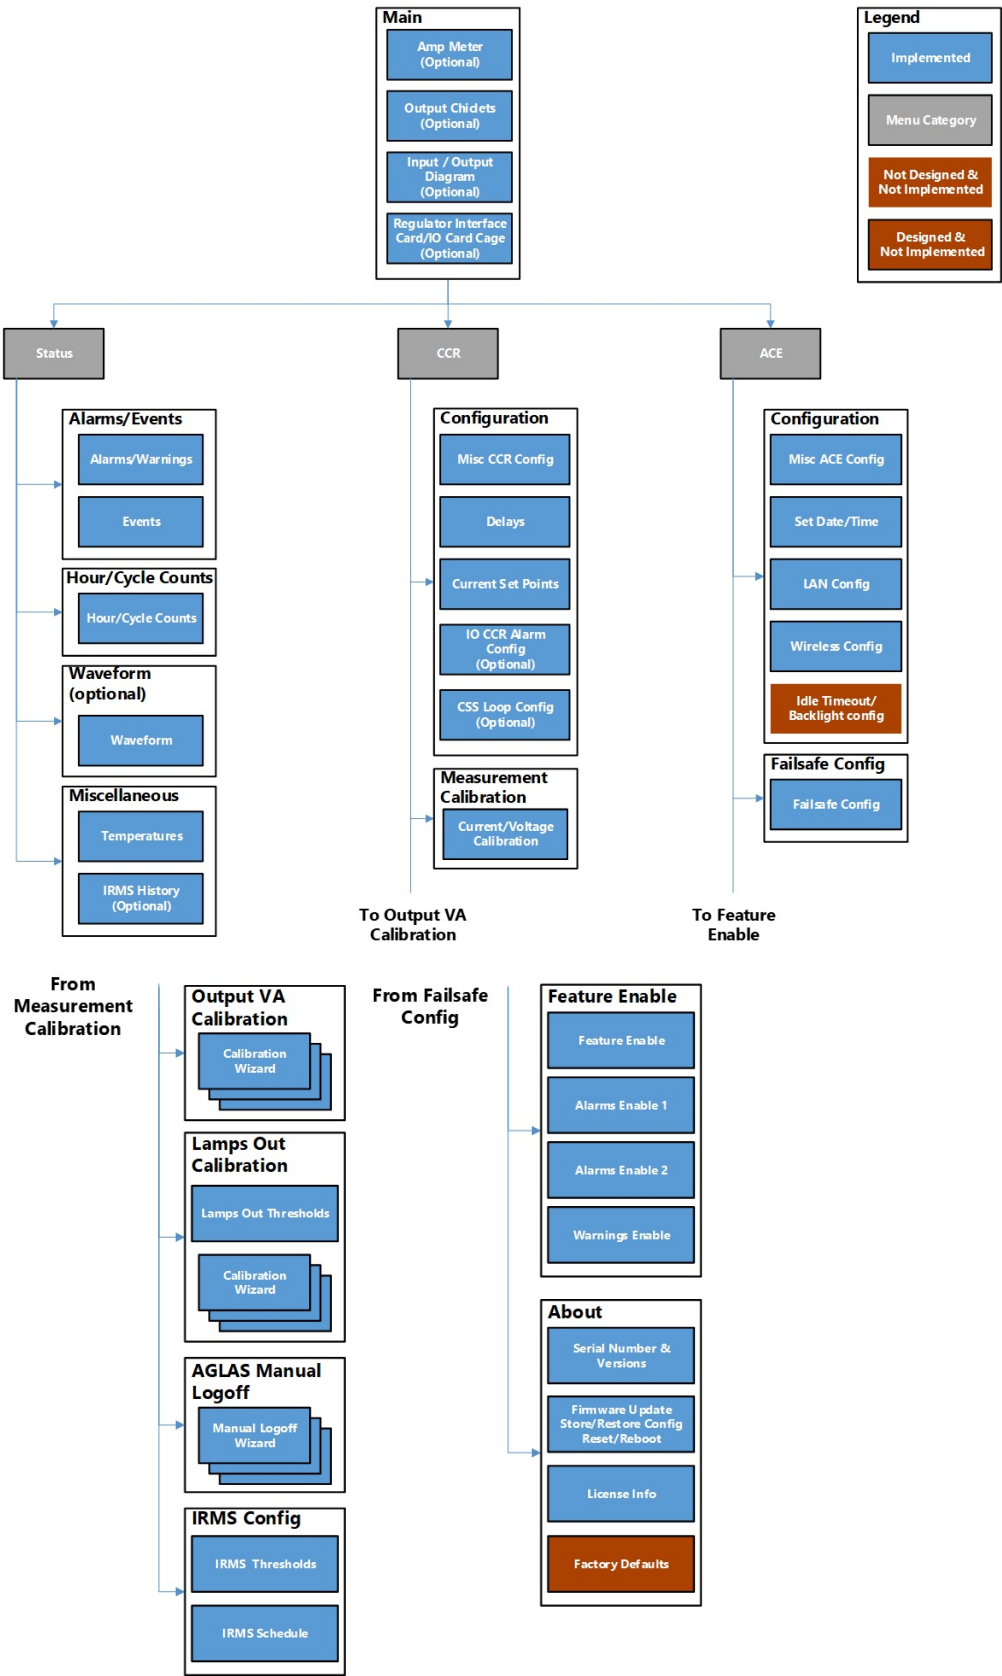 Main
Amp Meter
(Optional)
Output Chiclets
(Optional)
Input / Output
Diagram
(Optional)
Regulator Interface
Card/IO Card Cage
(Optional)
Legend
Implemented
Menu Category
Not Designed &
Not Implemented
Designed &
Not Implemented
Status
CCR
ACE
Alarms/Events
Alarms/Warnings
Events
Hour/Cycle Counts
Hour/Cycle Counts
Waveform
(optional)
Waveform
Miscellaneous
Temperatures
IRMS History
(Optional)
Configuration
Misc CCR Config
Delays
Current Set Points
IO CCR Alarm
Config
(Optional)
CSS Loop Config
(Optional)
Measurement
Calibration
Current/Voltage
Calibration
To Output VA
Calibration
Configuration
Misc ACE Config
Set Date/Time
LAN Config
Wireless Config
Idle Timeout/
Backlight config
Failsafe Config
Failsafe Config
To Feature
Enable
From
Measurement
Calibration
Output VA
Calibration
Calibration
Wizard
Lamps Out
Calibration
Lamps Out Thresholds
Calibration
Wizard
AGLAS Manual
Logoff
Manual Logoff
Wizard
IRMS Config
IRMS Thresholds
IRMS Schedule
From Failsafe
Config
Feature Enable
Feature Enable
Alarms Enable 1
Alarms Enable 2
Warnings Enable
About
Serial Number &
Versions
Firmware Update
Store/Restore Config
Reset/Reboot
License Info
Factory Defaults